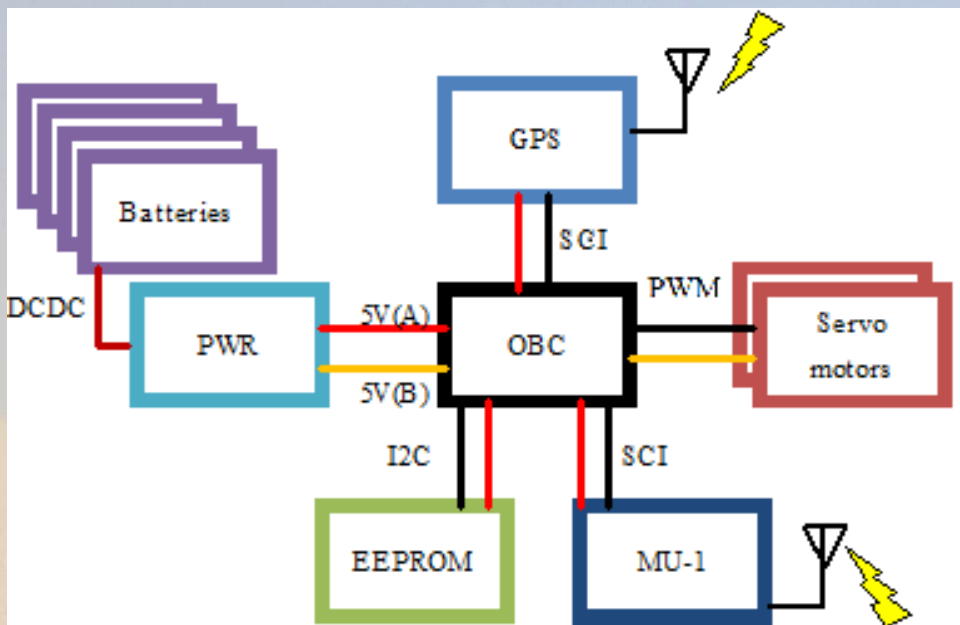 GPS
Batteries
SCI
DCDC
PWM
PWR
5V(A)
OBC
Servo
motors
5V(B)
I2C
SCI
EEPROM
MU-1